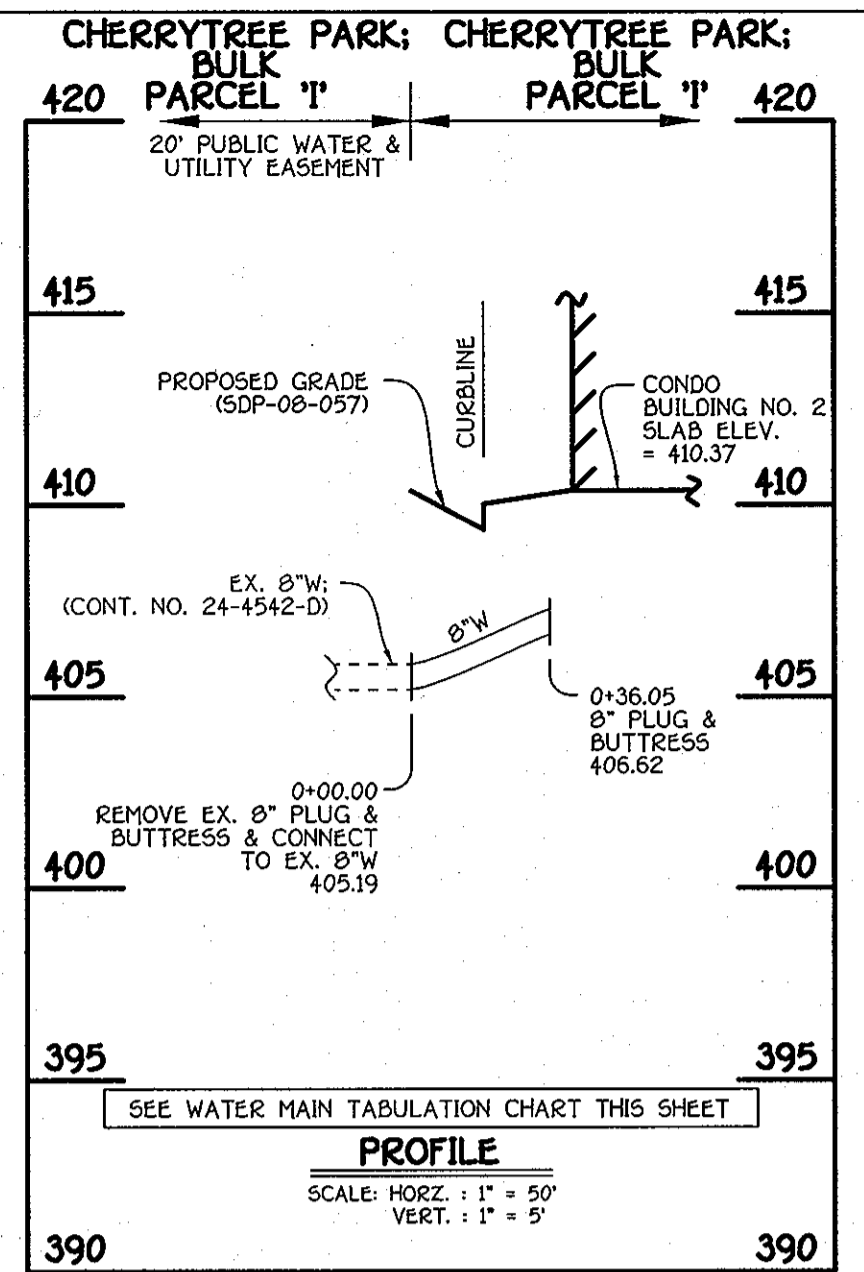 CHERRYTREE PARK;
BULK
PARCEL 'I'
CHERRYTREE PARK;
BULK
PARCEL 'I'
420
420
20' PUBLIC WATER &
UTILITY EASEMENT
415
415
PROPOSED GRADE
(SDP-08-057)
CURBLINE
CONDO
BUILDING NO. 2
SLAB ELEV.
= 410.37
410
410
EX. 8"W;
(CONT. NO. 24-4542-D)
8"W
405
405
0+36.05
8" PLUG &
BUTTRESS
406.62
0+00.00
REMOVE EX. 8" PLUG &
BUTTRESS & CONNECT
TO EX. 8"W
405.19
400
400
395
395
SEE WATER MAIN TABULATION CHART THIS SHEET
PROFILE
SCALE: HORZ. : 1" = 50'
VERT. : 1" = 5'
390
390